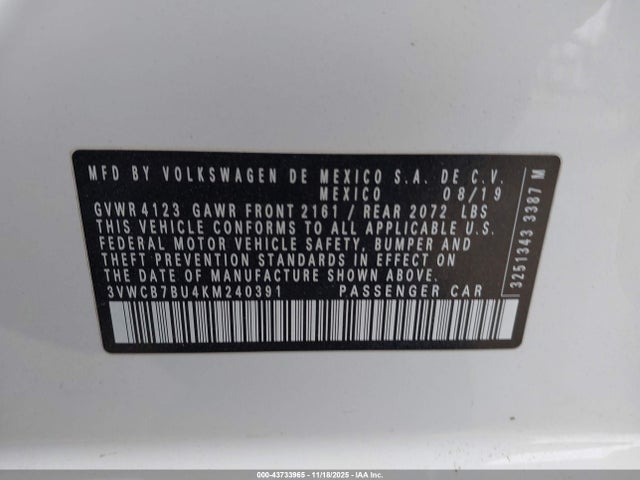 MFD BY VOLKSWAGEN DE MEXICO S.A. DE C.V.
MEXICO 08/19
GVWR 4123 GAWR FRONT 2161 / REAR 2072 LBS
THIS VEHICLE CONFORMS TO ALL APPLICABLE U.S.
FEDERAL MOTOR VEHICLE SAFETY, BUMPER AND
THEFT PREVENTION STANDARDS IN EFFECT ON
THE DATE OF MANUFACTURE SHOWN ABOVE.
3VWCB7BU4KM240391 PASSENGER CAR
3251343 3387 M
000-43733965 - 11/18/2025 - IAA Inc.